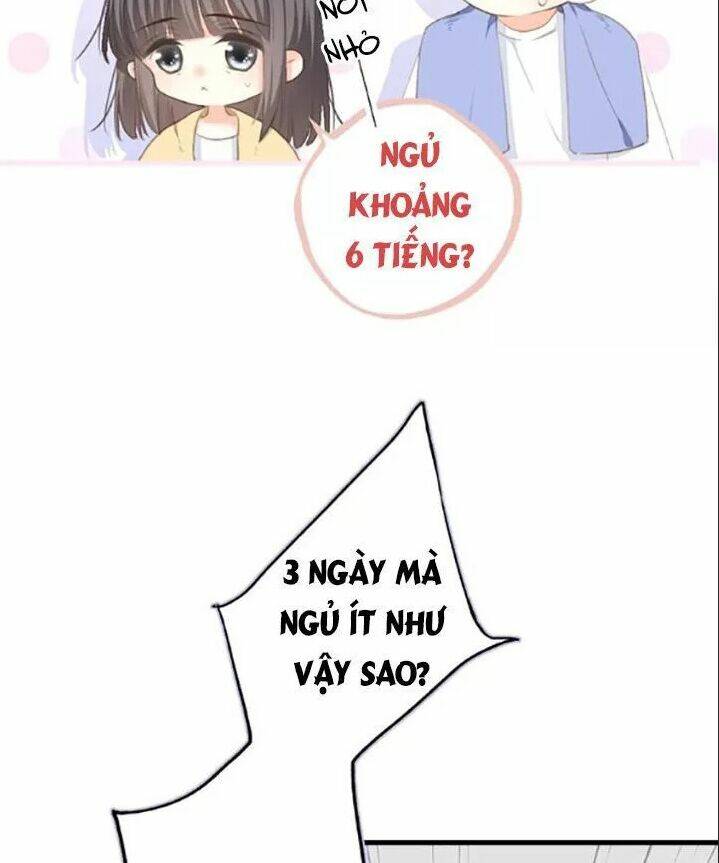 NÓI
NHỎ
NGỦ
KHOẢNG
6 TIẾNG?
3 NGÀY MÀ
NGỦ ÍT NHƯ
VẬY SAO?